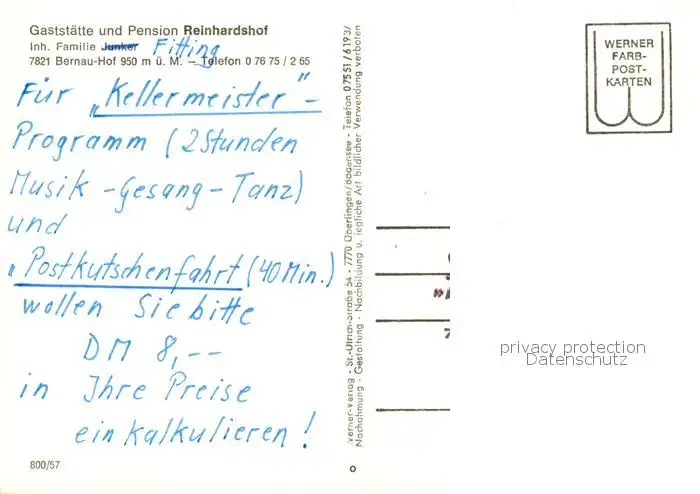 Gaststätte und Pension Reinhardshof
Inh. Familie Junker Fitting
7821 Bernau-Hof 950 m ü. M. – Telefon 0 76 75 / 2 65
Für „Kellermeister"-
Programm (2 Stunden
Musik - Gesang - Tanz)
und
„Postkutschenfahrt (40 Min.)
wollen Sie bitte
DM 8,--
in Ihre Preise
einkalkulieren!
800/57
Werner-Verlag - St.-Ulrich-Straße 54 - 7770 Überlingen/Bodensee - Telefon 07551/6193/
Nachahmung - Gestaltung - Nachbildung u. jegliche Art bildlicher Verwendung verboten
WERNER
FARB-
POST-
KARTEN
privacy protection
Datenschutz